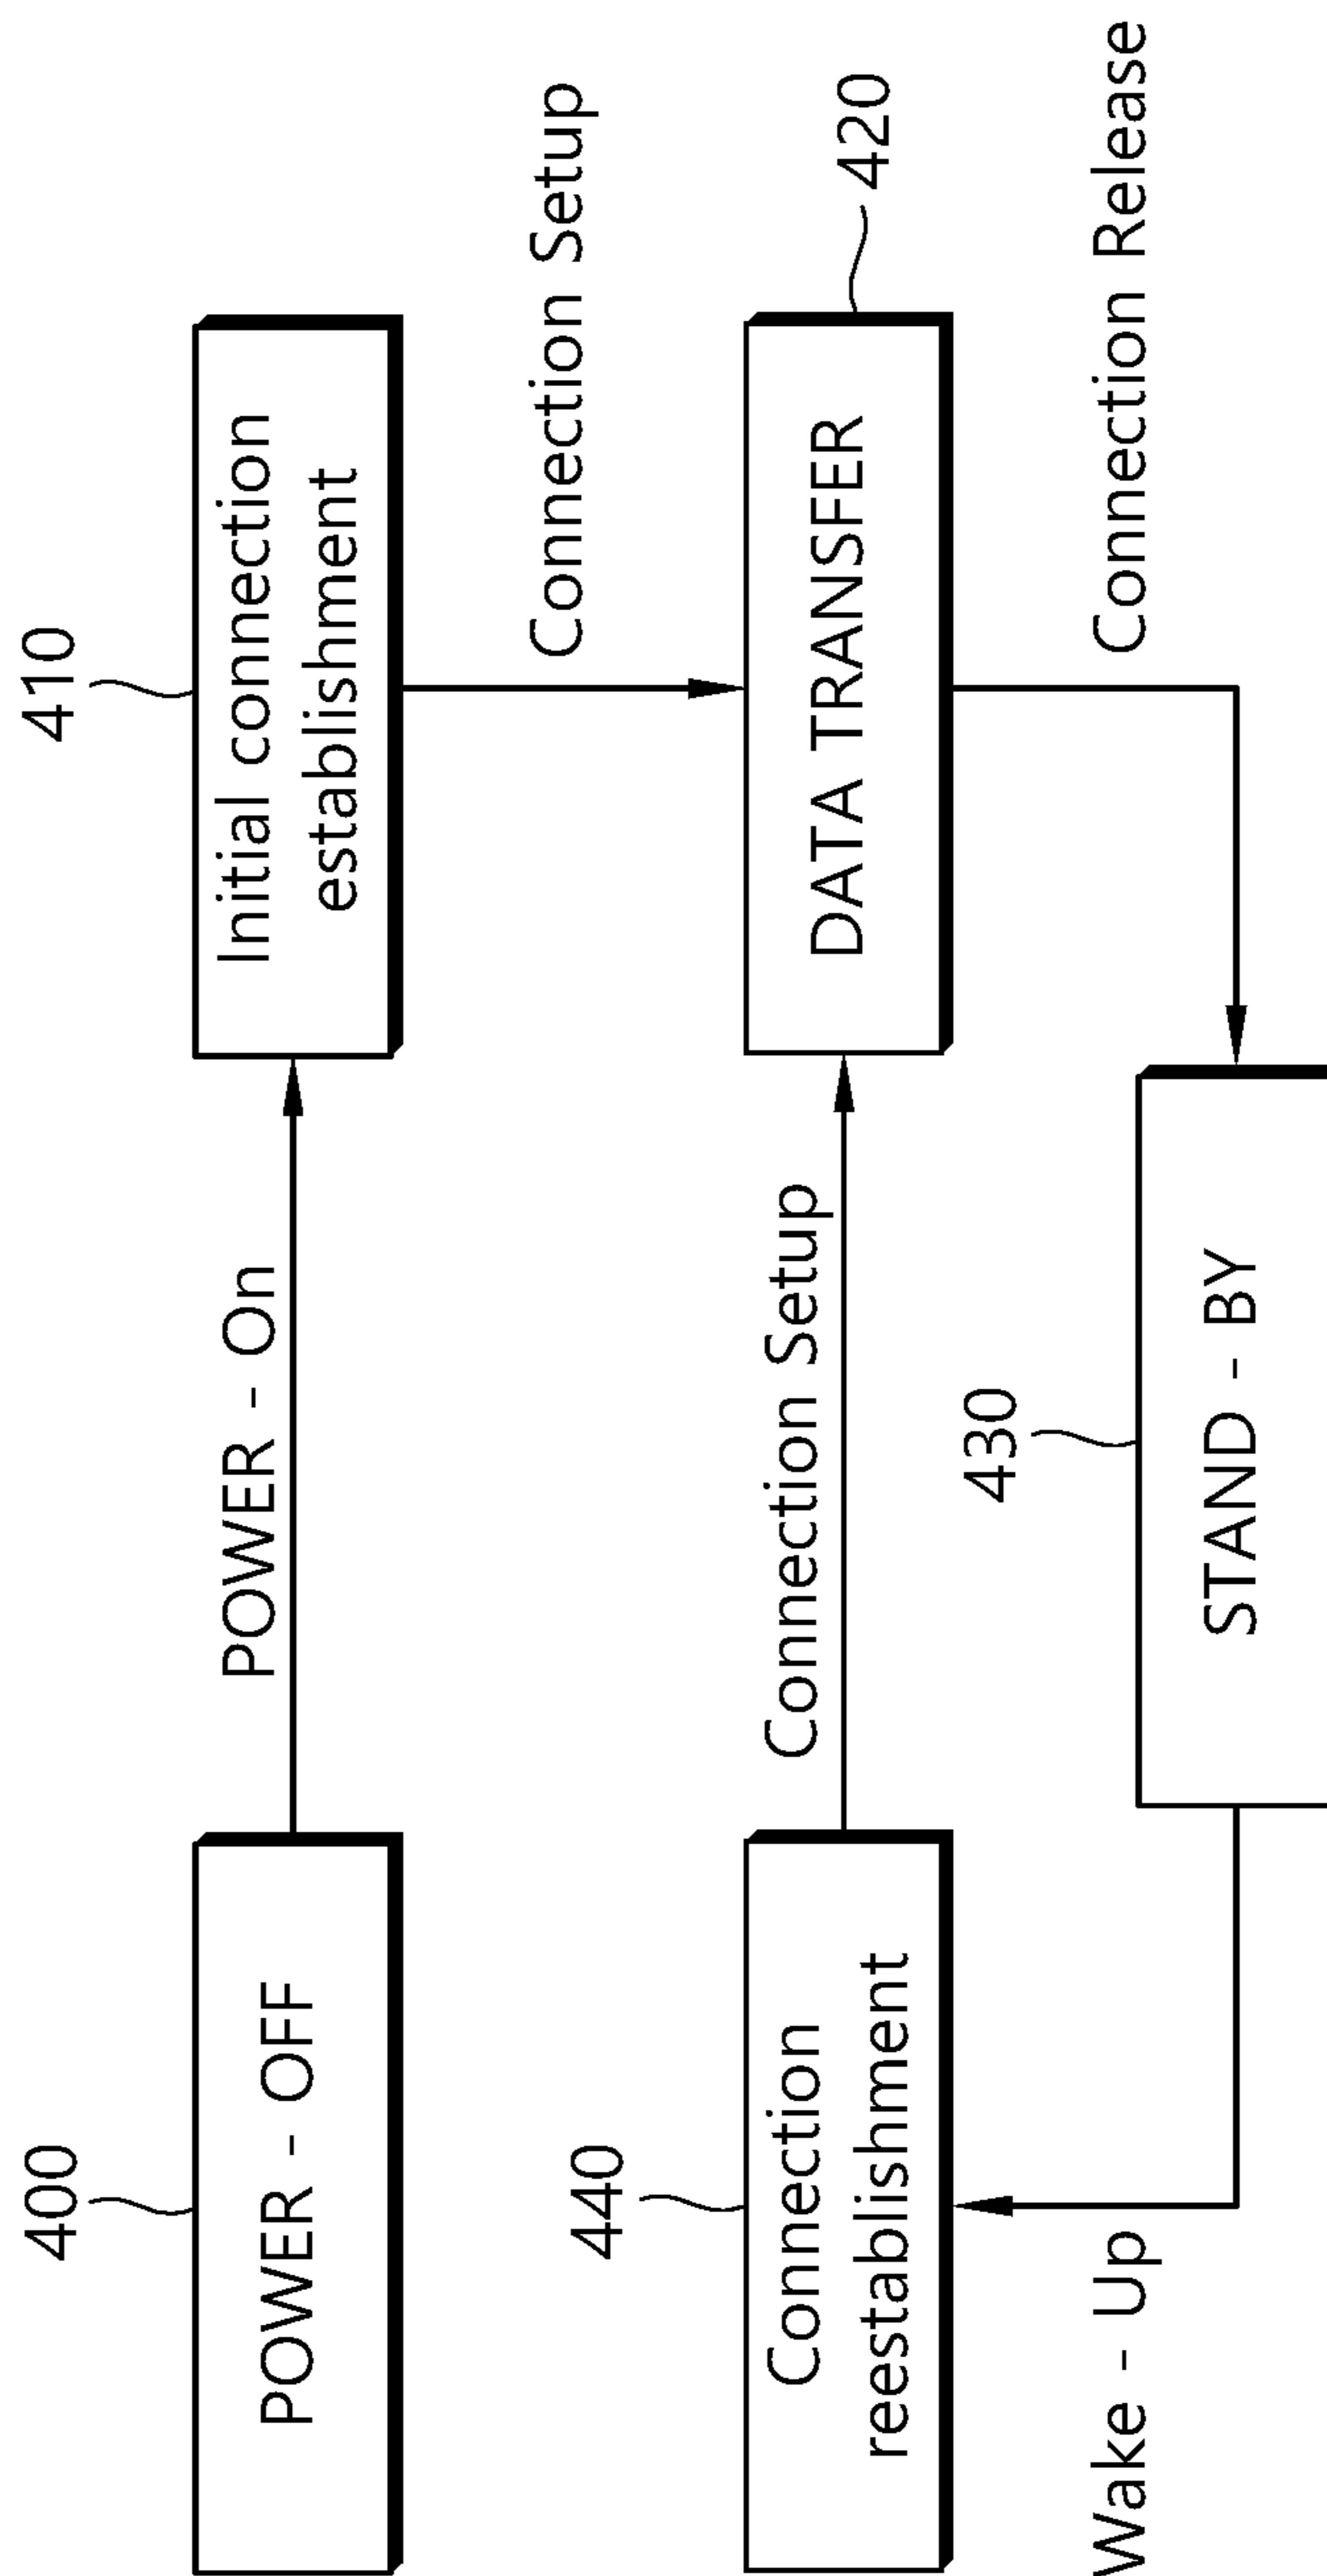 400
POWER - OFF
POWER - On
410
Initial connection
establishment
Connection Setup
440
Connection
reestablishment
Connection Setup
DATA TRANSFER
420
430
STAND - BY
Wake - Up
Connection Release